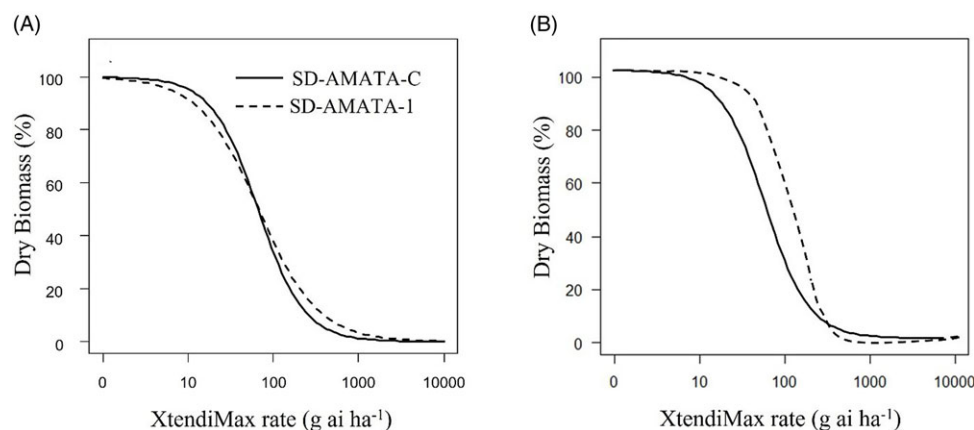 (A)
Dry Biomass (%)
100
80
60
40
20
0
SD-AMATA-C
SD-AMATA-1
0 10 100 1000 10000
XtendiMax rate (g ai ha⁻¹)
(B)
Dry Biomass (%)
100
80
60
40
20
0
0 10 100 1000 10000
XtendiMax rate (g ai ha⁻¹)